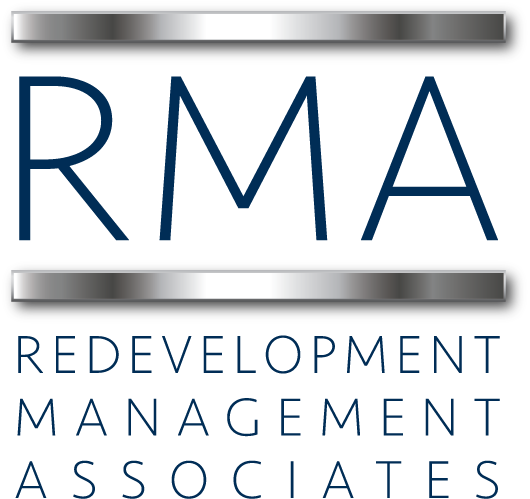 RMA
REDEVELOPMENT
MANAGEMENT
ASSOCIATES